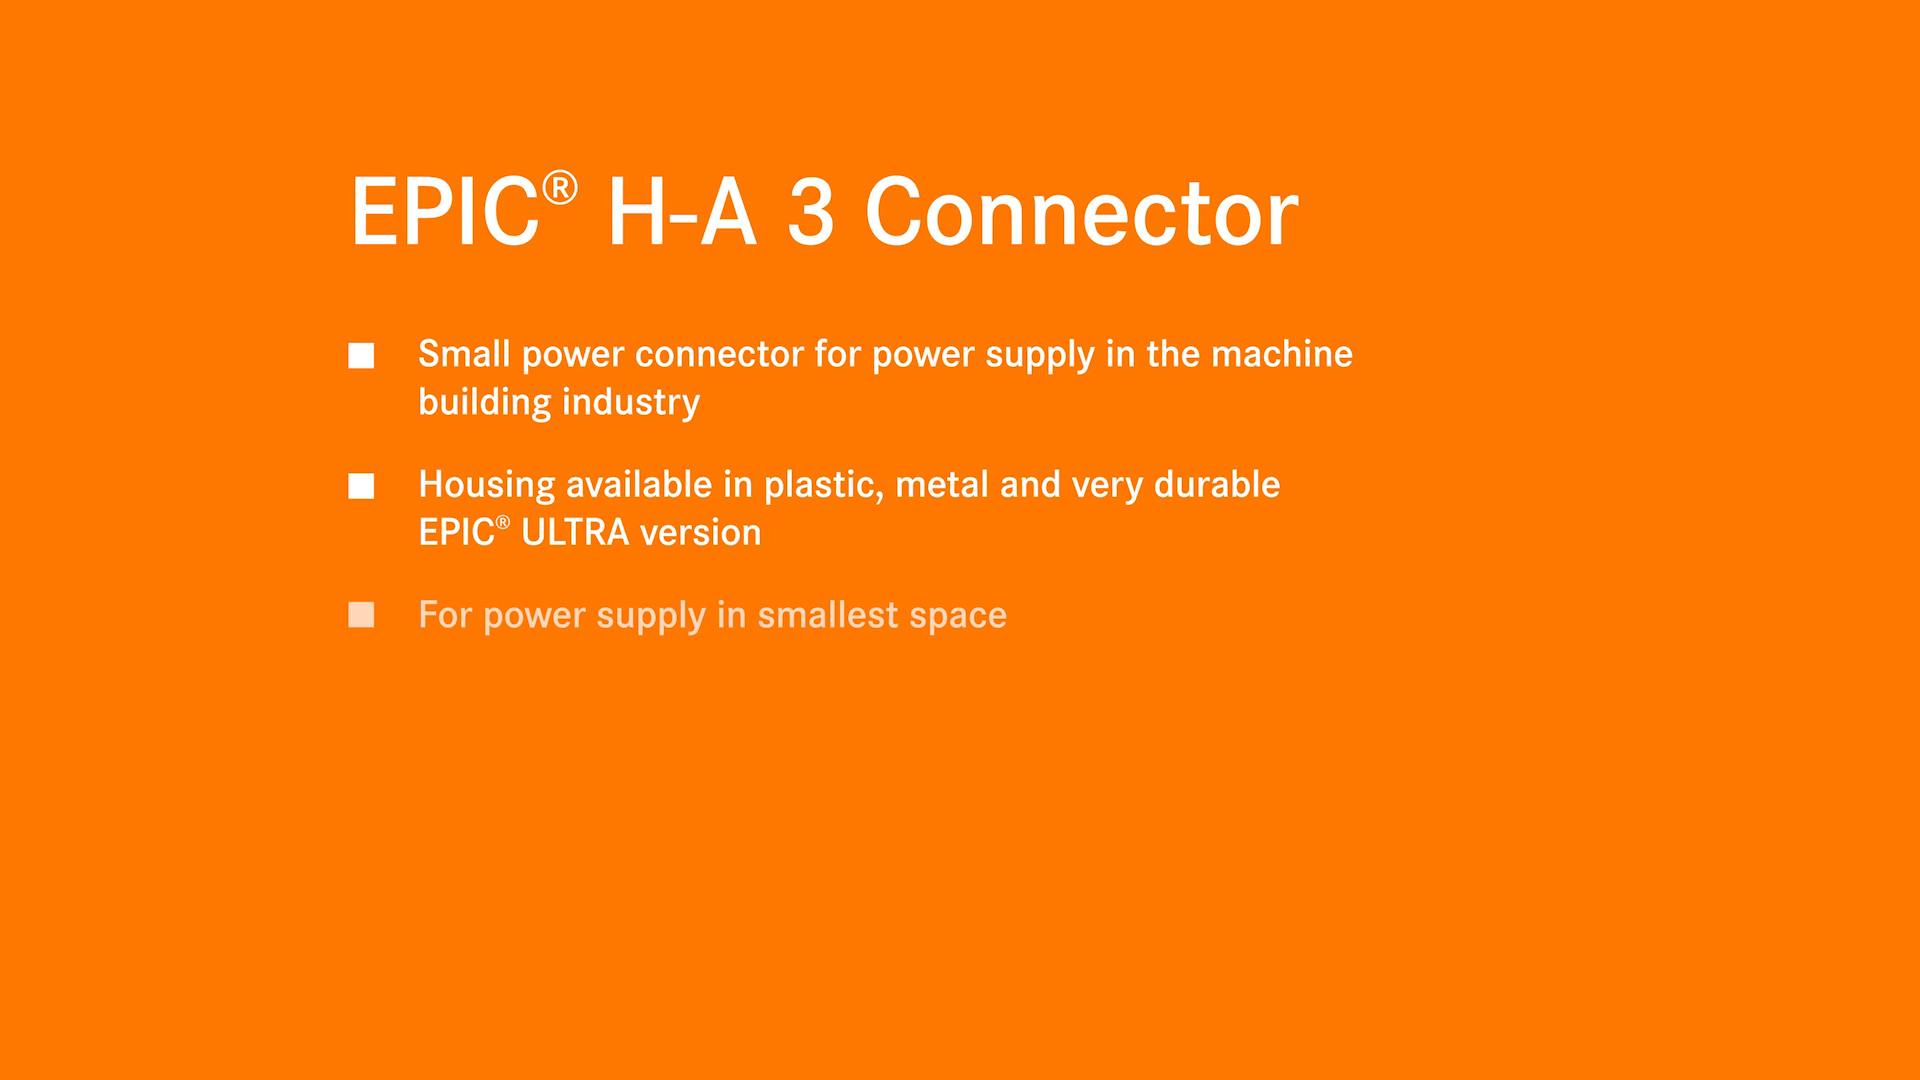 EPIC® H-A 3 Connector
Small power connector for power supply in the machine
building industry
Housing available in plastic, metal and very durable
EPIC® ULTRA version
For power supply in smallest space